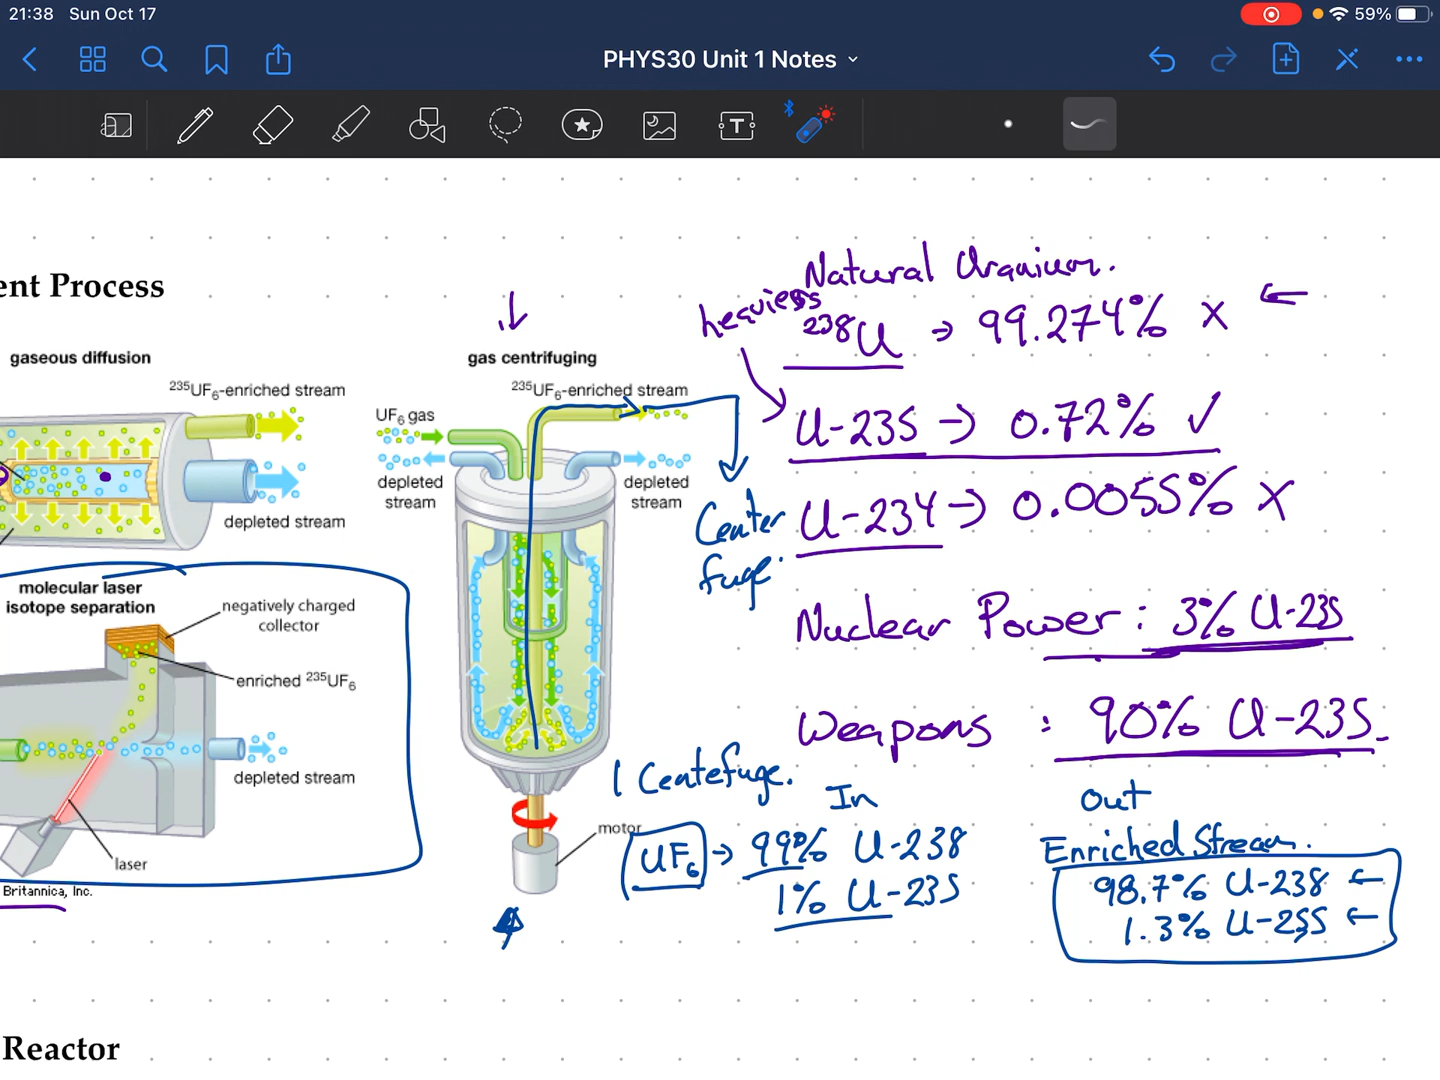 21:38 Sun Oct 17
59%
PHYS30 Unit 1 Notes
T
ent Process
gaseous diffusion
²³⁵UF₆-enriched stream
depleted stream
molecular laser
isotope separation
negatively charged
collector
enriched ²³⁵UF₆
depleted stream
laser
Britannica, Inc.
gas centrifuging
²³⁵UF₆-enriched stream
UF₆ gas
depleted
stream
depleted
stream
motor
Natural Uranium.
heaviess
²³⁸U → 99.274% X ←
U-235 → 0.72% ✓
U-234 → 0.0055% X
Center
fuge.
Nuclear Power: 3% U-235
Weapons : 90% U-235.
1 Centefuge.
In
UF₆ → 99% U-238
1% U-235
Out
Enriched Stream.
98.7% U-238 ←
1.3% U-235 ←
Reactor